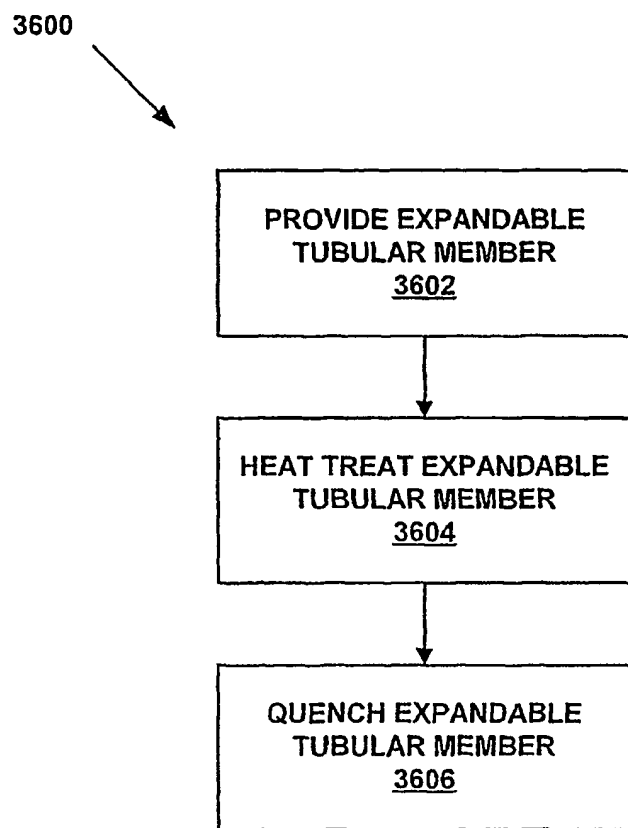 3600
PROVIDE EXPANDABLE
TUBULAR MEMBER
3602
HEAT TREAT EXPANDABLE
TUBULAR MEMBER
3604
QUENCH EXPANDABLE
TUBULAR MEMBER
3606